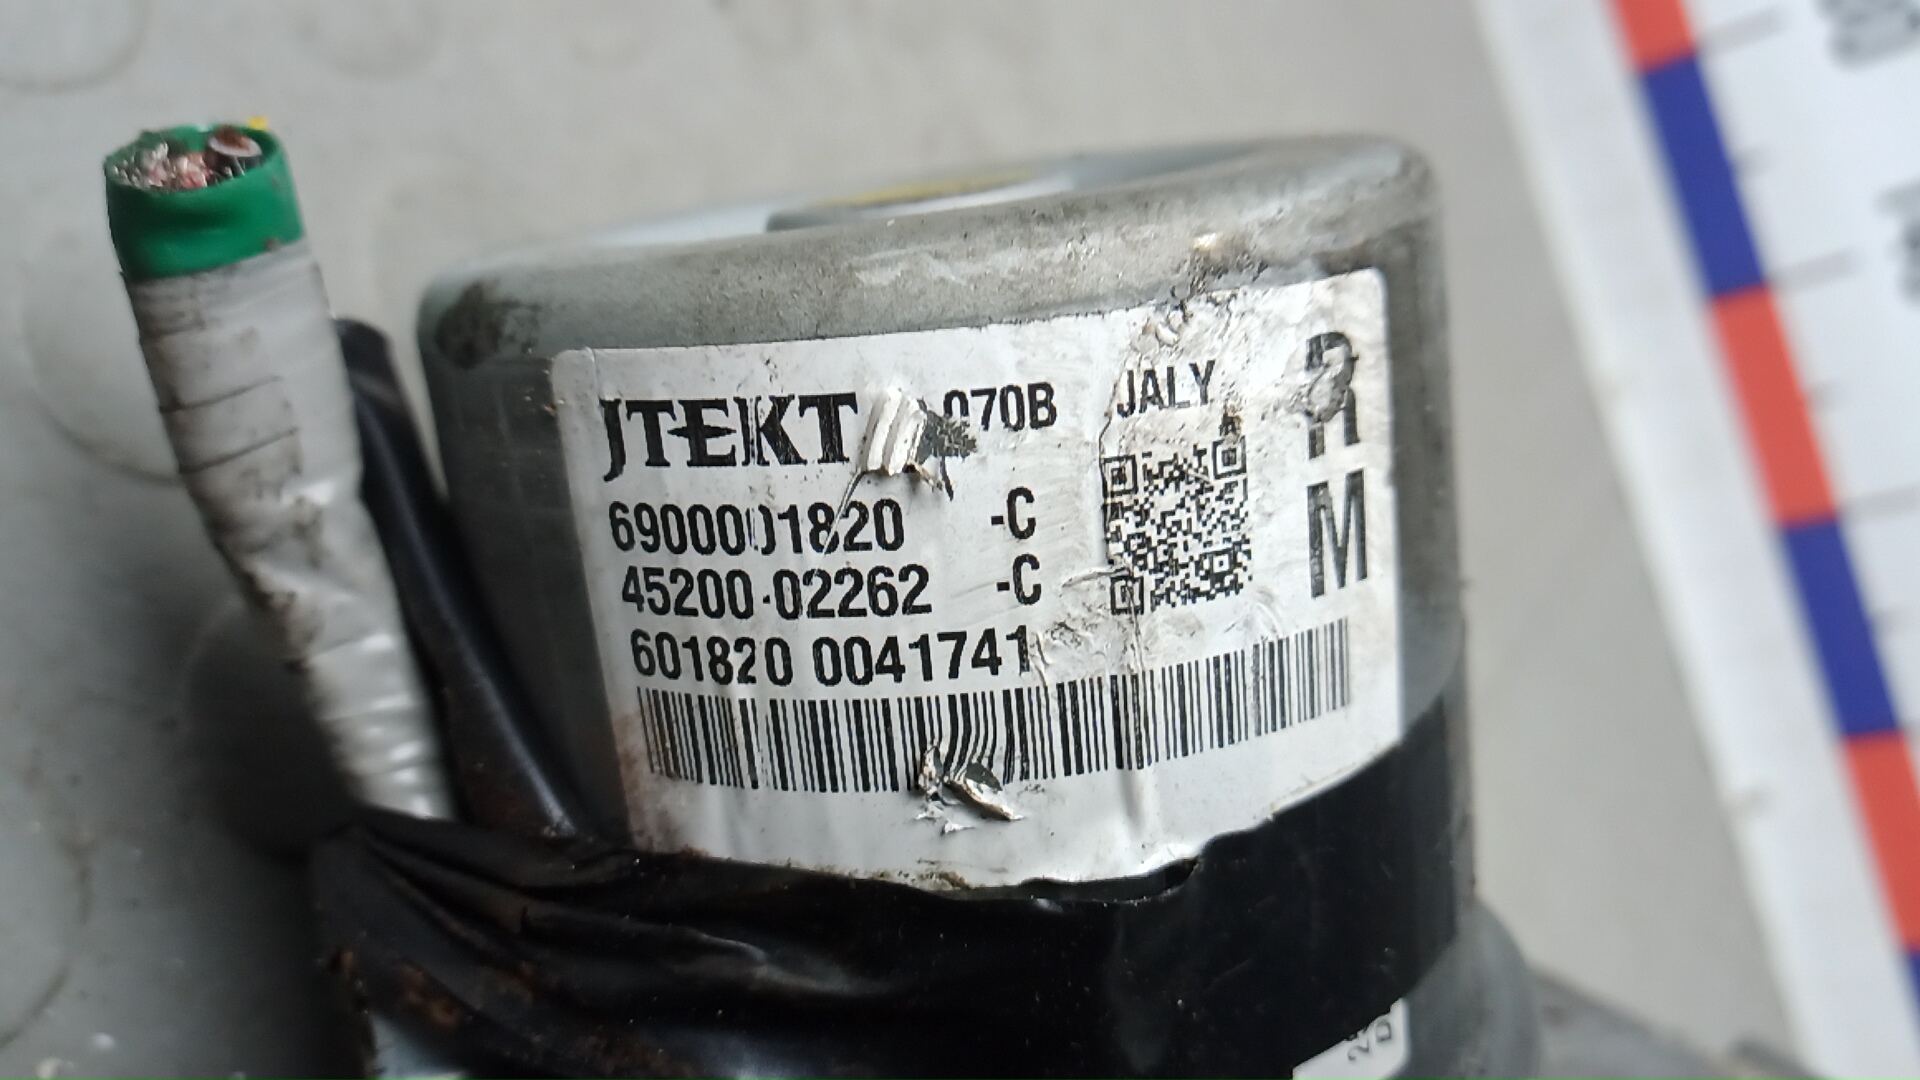 JTEKT 070B JALY
6900001820 -C
45200-02262 -C
601820 0041741
R
M